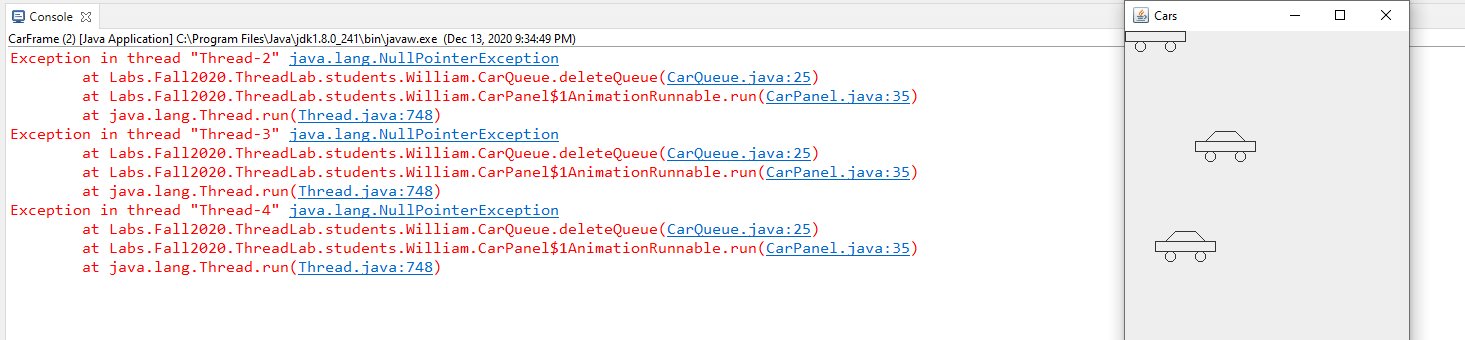 Console
CarFrame (2) [Java Application] C:\Program Files\Java\jdk1.8.0_241\bin\javaw.exe (Dec 13, 2020 9:34:49 PM)
Exception in thread "Thread-2" java.lang.NullPointerException
at Labs.Fall2020.ThreadLab.students.William.CarQueue.deleteQueue(CarQueue.java:25)
at Labs.Fall2020.ThreadLab.students.William.CarPanel$1AnimationRunnable.run(CarPanel.java:35)
at java.lang.Thread.run(Thread.java:748)
Exception in thread "Thread-3" java.lang.NullPointerException
at Labs.Fall2020.ThreadLab.students.William.CarQueue.deleteQueue(CarQueue.java:25)
at Labs.Fall2020.ThreadLab.students.William.CarPanel$1AnimationRunnable.run(CarPanel.java:35)
at java.lang.Thread.run(Thread.java:748)
Exception in thread "Thread-4" java.lang.NullPointerException
at Labs.Fall2020.ThreadLab.students.William.CarQueue.deleteQueue(CarQueue.java:25)
at Labs.Fall2020.ThreadLab.students.William.CarPanel$1AnimationRunnable.run(CarPanel.java:35)
at java.lang.Thread.run(Thread.java:748)
Cars